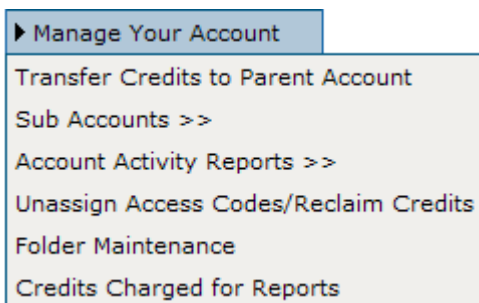 Manage Your Account
Transfer Credits to Parent Account
Sub Accounts >>
Account Activity Reports >>
Unassign Access Codes/Reclaim Credits
Folder Maintenance
Credits Charged for Reports